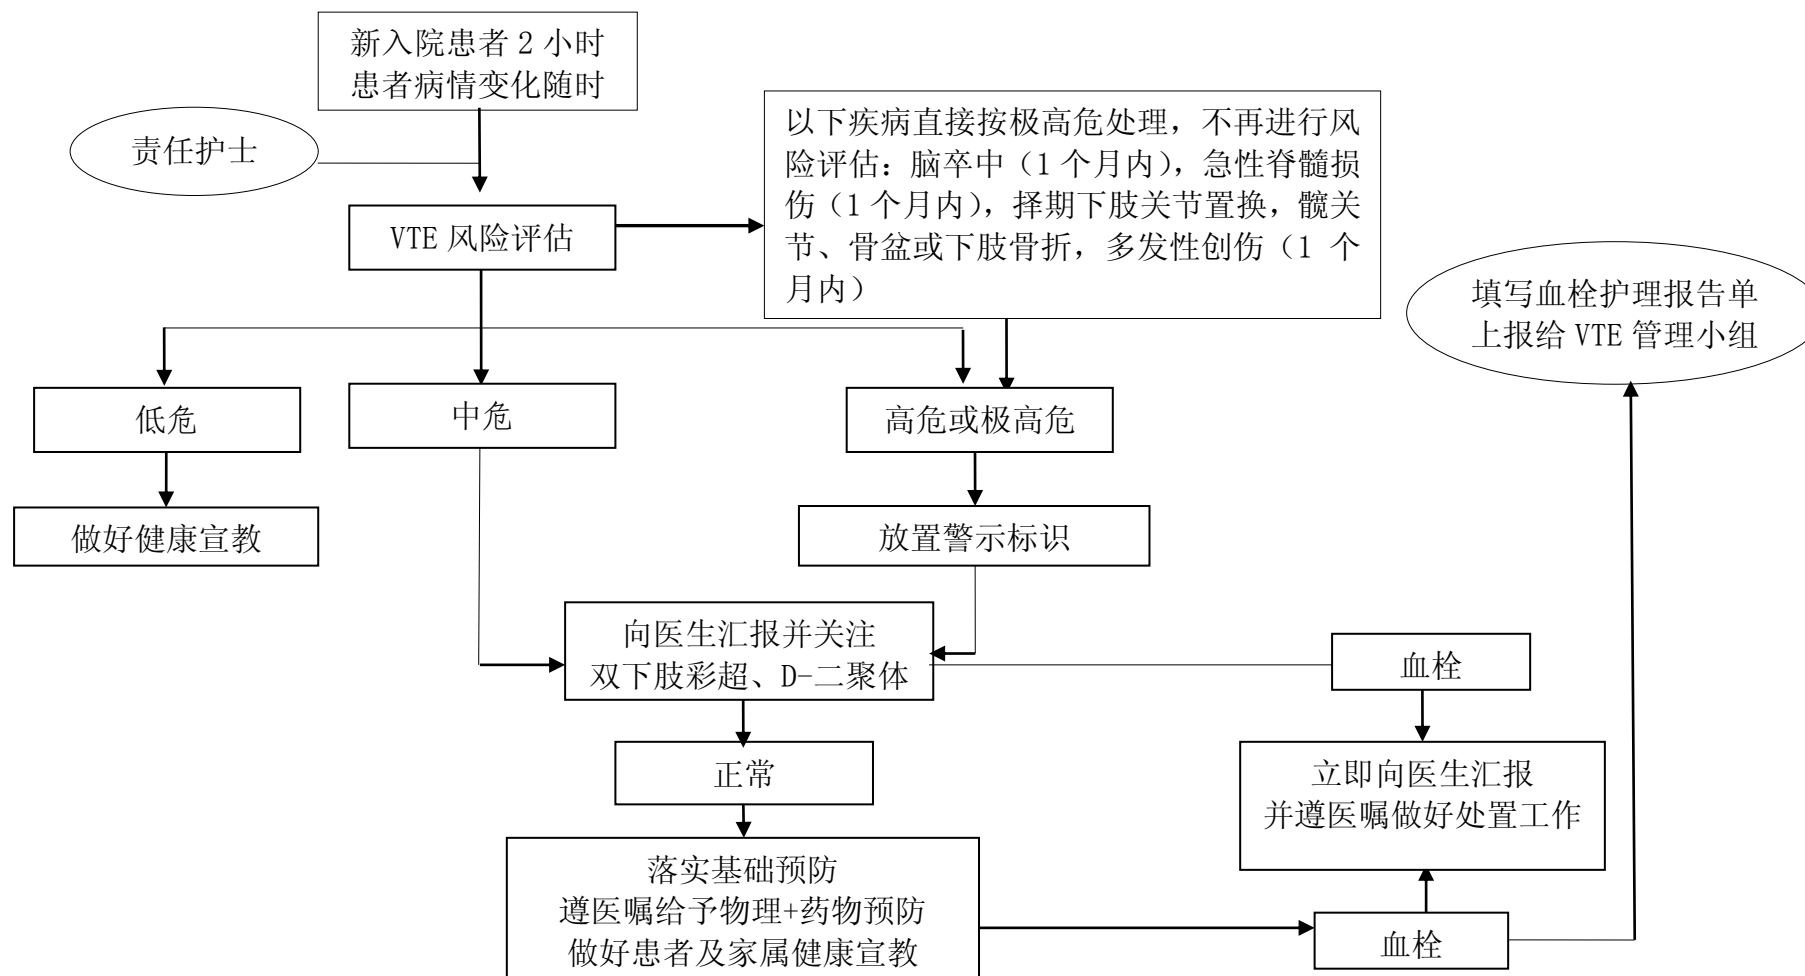 新入院患者 2 小时
患者病情变化随时
责任护士
以下疾病直接按极高危处理，不再进行风
险评估：脑卒中（1 个月内），急性脊髓损
伤（1 个月内），择期下肢关节置换，髋关
节、骨盆或下肢骨折，多发性创伤（1 个
月内）
VTE 风险评估
填写血栓护理报告单
上报给 VTE 管理小组
低危
中危
高危或极高危
做好健康宣教
放置警示标识
向医生汇报并关注
双下肢彩超、D-二聚体
血栓
正常
立即向医生汇报
并遵医嘱做好处置工作
落实基础预防
遵医嘱给予物理+药物预防
做好患者及家属健康宣教
血栓